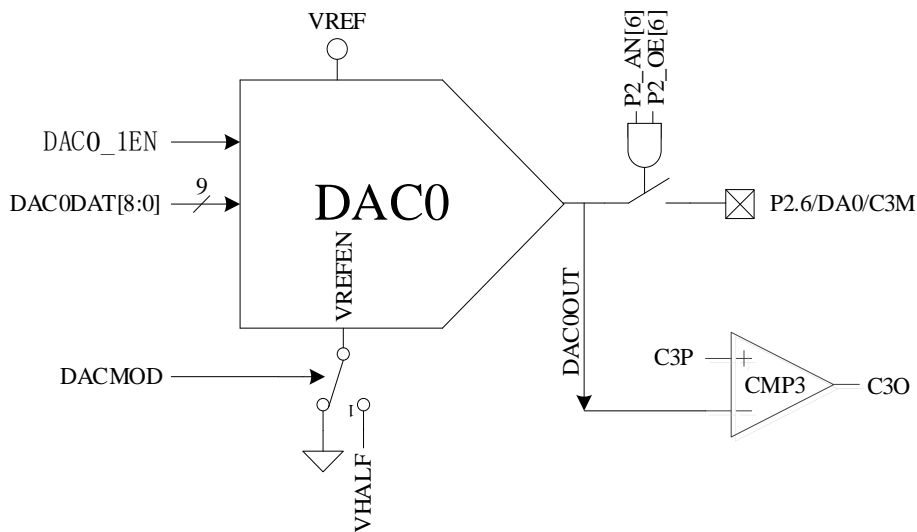 VREF
P2_AN[6]
P2_OE[6]
DAC0_1EN
9
DAC0DAT[8:0]
DAC0
P2.6/DA0/C3M
VREFEN
DAC0OUT
C3P
+
CMP3
C3O
DACMOD
1
VHALF